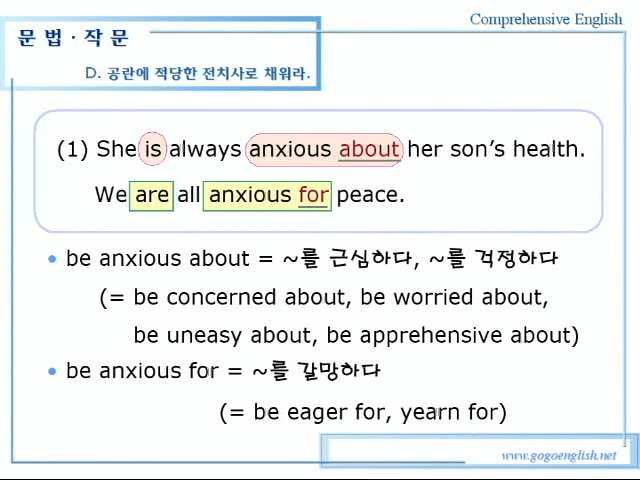 Comprehensive English
문 법 · 작 문
D. 공란에 적당한 전치사로 채워라.
(1) She is always anxious about her son's health.
We are all anxious for peace.
• be anxious about = ~를 근심하다, ~를 걱정하다
(= be concerned about, be worried about,
be uneasy about, be apprehensive about)
• be anxious for = ~를 갈망하다
(= be eager for, yearn for)
www.gogoenglish.net